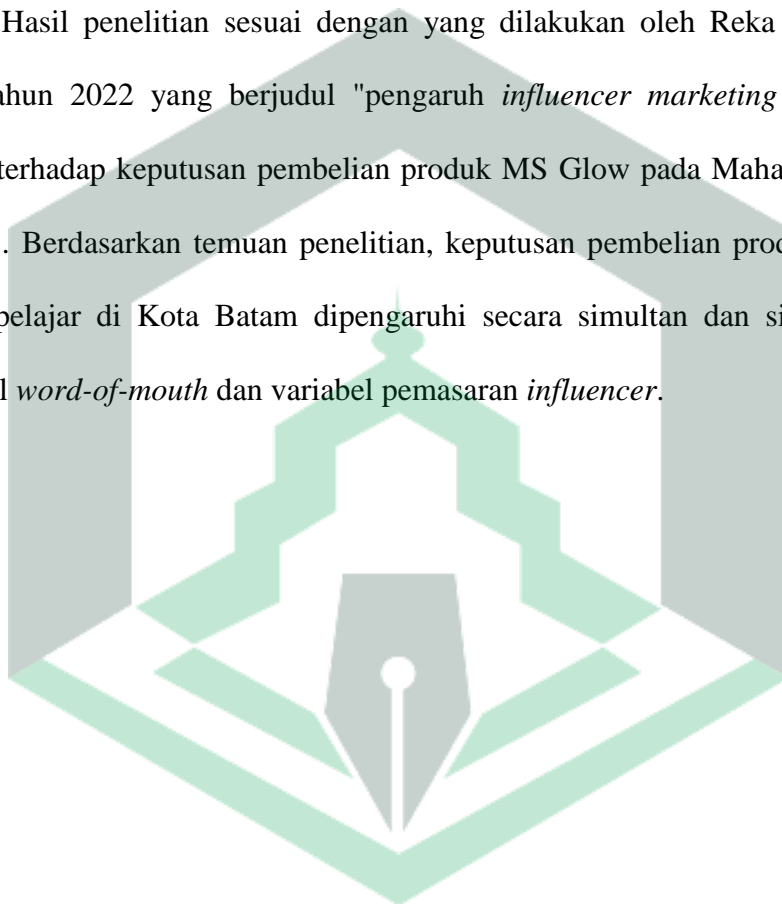 Hasil penelitian sesuai dengan yang dilakukan oleh Reka
ahun 2022 yang berjudul "pengaruh influencer marketing
terhadap keputusan pembelian produk MS Glow pada Maha
. Berdasarkan temuan penelitian, keputusan pembelian prod
pelajar di Kota Batam dipengaruhi secara simultan dan si
l word-of-mouth dan variabel pemasaran influencer.